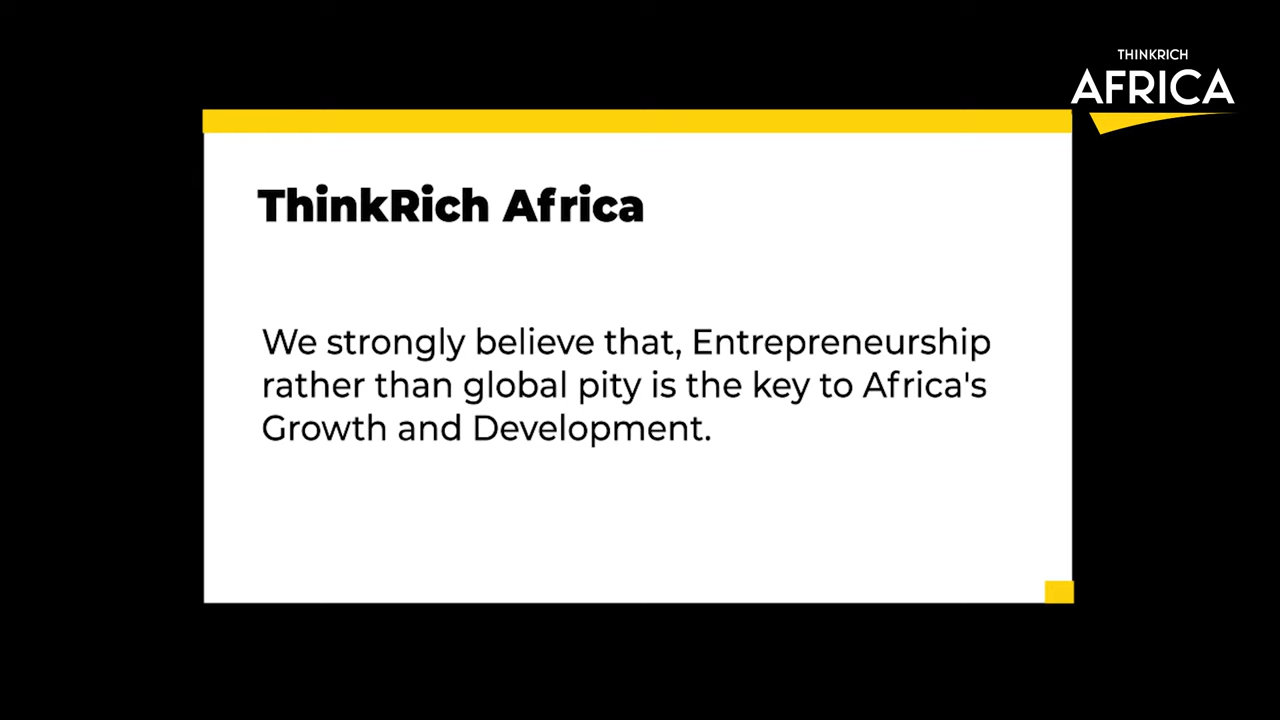 THINKRICH
AFRICA
ThinkRich Africa
We strongly believe that, Entrepreneurship
rather than global pity is the key to Africa's
Growth and Development.